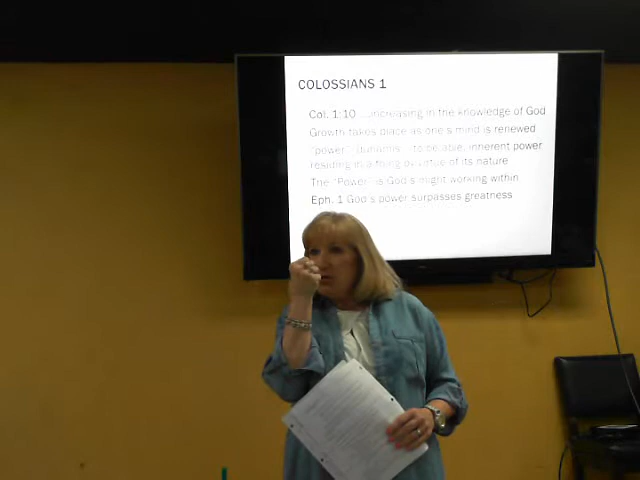 COLOSSIANS 1
Col. 1:10 ...increasing in the knowledge of God
Growth takes place as one's mind is renewed
"power" - dunamis - to be able, inherent power
residing in a thing by virtue of its nature
The "Power" is God's might working within
Eph. 1 God's power surpasses greatness